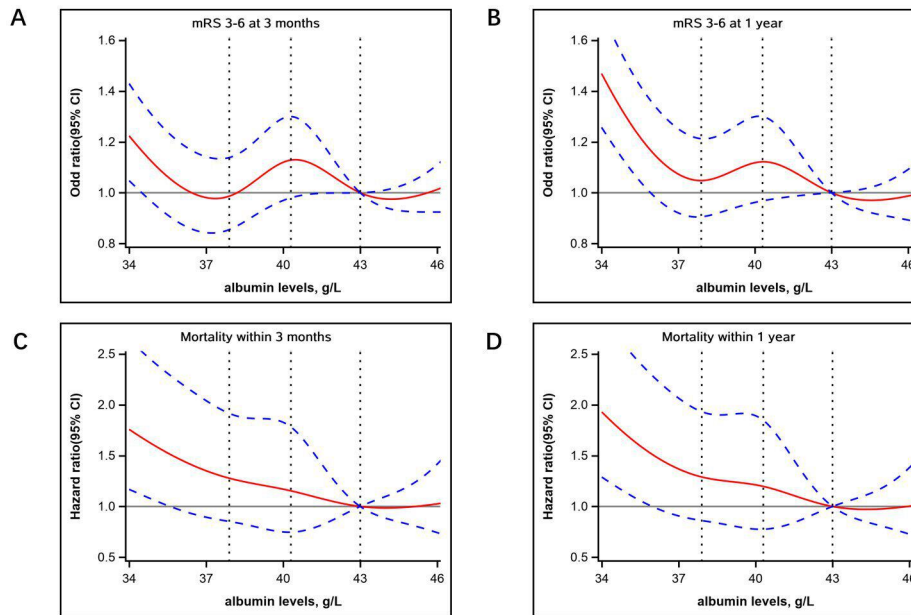 A
mRS 3-6 at 3 months
Odd ratio(95% CI)
1.6
1.4
1.2
1.0
0.8
34
37
40
43
46
albumin levels, g/L
B
mRS 3-6 at 1 year
Odd ratio(95% CI)
1.6
1.4
1.2
1.0
0.8
34
37
40
43
46
albumin levels, g/L
C
Mortality within 3 months
Hazard ratio(95% CI)
2.5
2.0
1.5
1.0
0.5
34
37
40
43
46
albumin levels, g/L
D
Mortality within 1 year
Hazard ratio(95% CI)
2.5
2.0
1.5
1.0
0.5
34
37
40
43
46
albumin levels, g/L